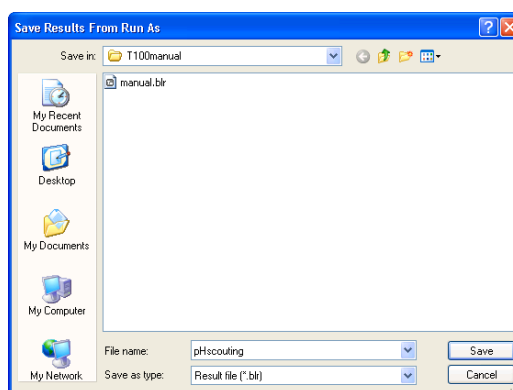 Save Results From Run As
Save in: T100manual
manual.blr
My Recent
Documents
Desktop
My Documents
My Computer
My Network
File name: pHscouting Save
Save as type: Result file (*.blr) Cancel